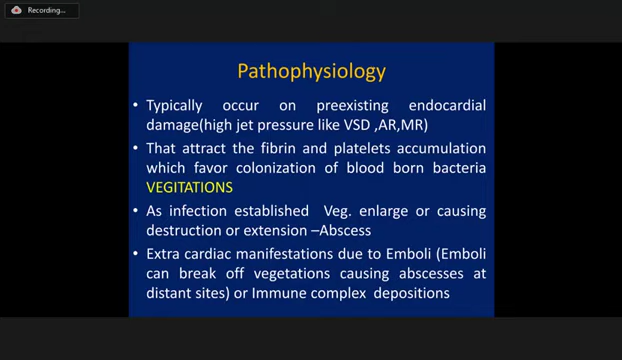 Recording...
Pathophysiology
• Typically occur on preexisting endocardial
damage(high jet pressure like VSD ,AR,MR)
• That attract the fibrin and platelets accumulation
which favor colonization of blood born bacteria
VEGITATIONS
• As infection established Veg. enlarge or causing
destruction or extension –Abscess
• Extra cardiac manifestations due to Emboli (Emboli
can break off vegetations causing abscesses at
distant sites) or Immune complex depositions